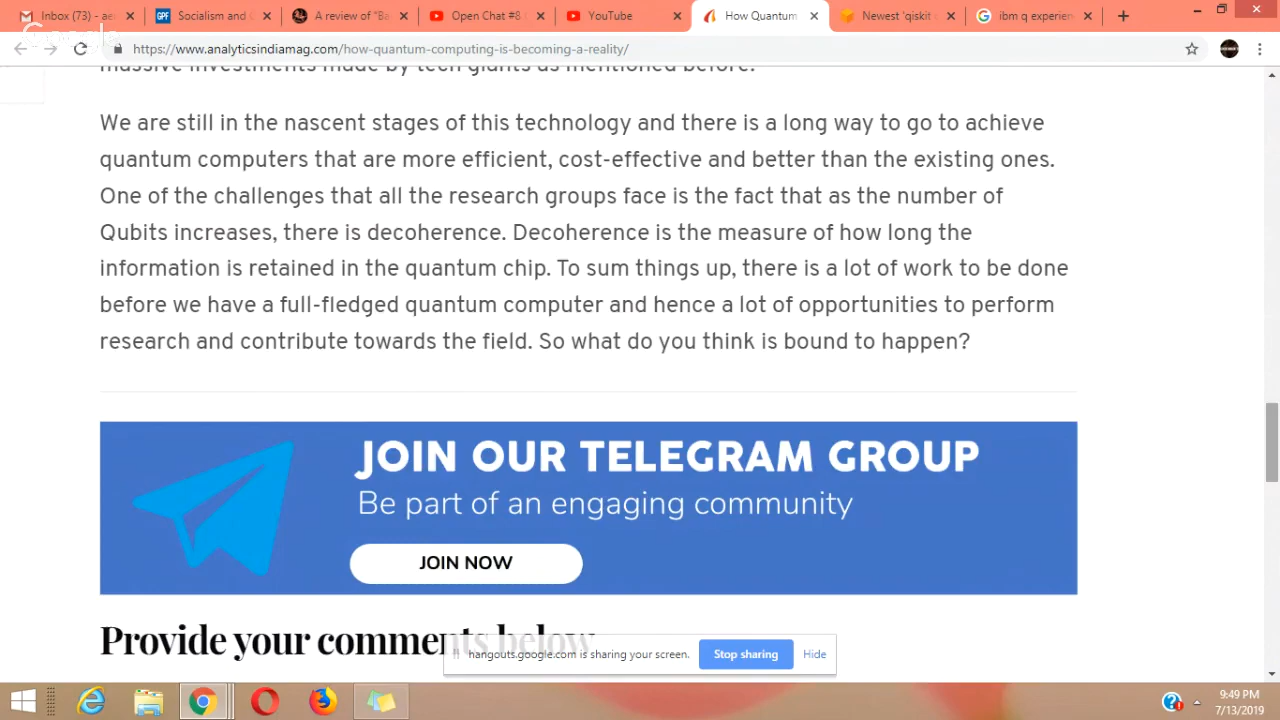 Inbox (73) - ae
Socialism and
A review of "Ba
Open Chat #8
YouTube
How Quantum
Newest 'qiskit
ibm q experien
https://www.analyticsindiamag.com/how-quantum-computing-is-becoming-a-reality/
massive investments made by tech giants as mentioned before.
We are still in the nascent stages of this technology and there is a long way to go to achieve
quantum computers that are more efficient, cost-effective and better than the existing ones.
One of the challenges that all the research groups face is the fact that as the number of
Qubits increases, there is decoherence. Decoherence is the measure of how long the
information is retained in the quantum chip. To sum things up, there is a lot of work to be done
before we have a full-fledged quantum computer and hence a lot of opportunities to perform
research and contribute towards the field. So what do you think is bound to happen?
JOIN OUR TELEGRAM GROUP
Be part of an engaging community
JOIN NOW
Provide your comments below
hangouts.google.com is sharing your screen.
Stop sharing
Hide
9:49 PM
7/13/2019